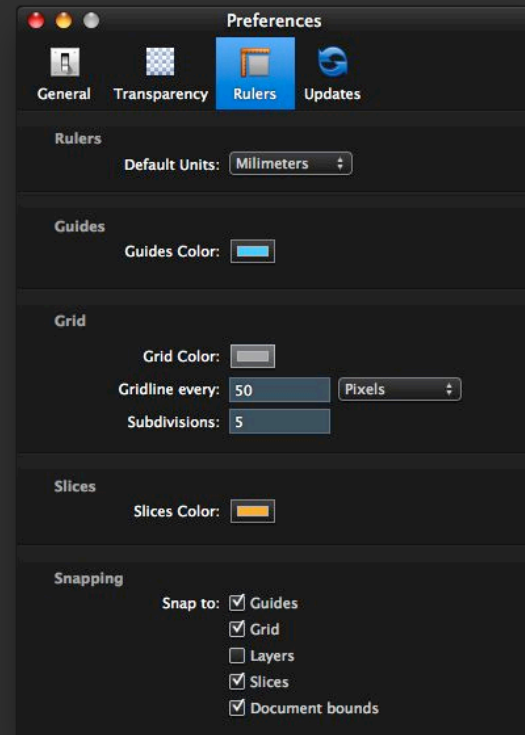 Preferences
General Transparency Rulers Updates
Rulers
Default Units: Milimeters
Guides
Guides Color:
Grid
Grid Color:
Gridline every: 50 Pixels
Subdivisions: 5
Slices
Slices Color:
Snapping
Snap to: Guides
Grid
Layers
Slices
Document bounds